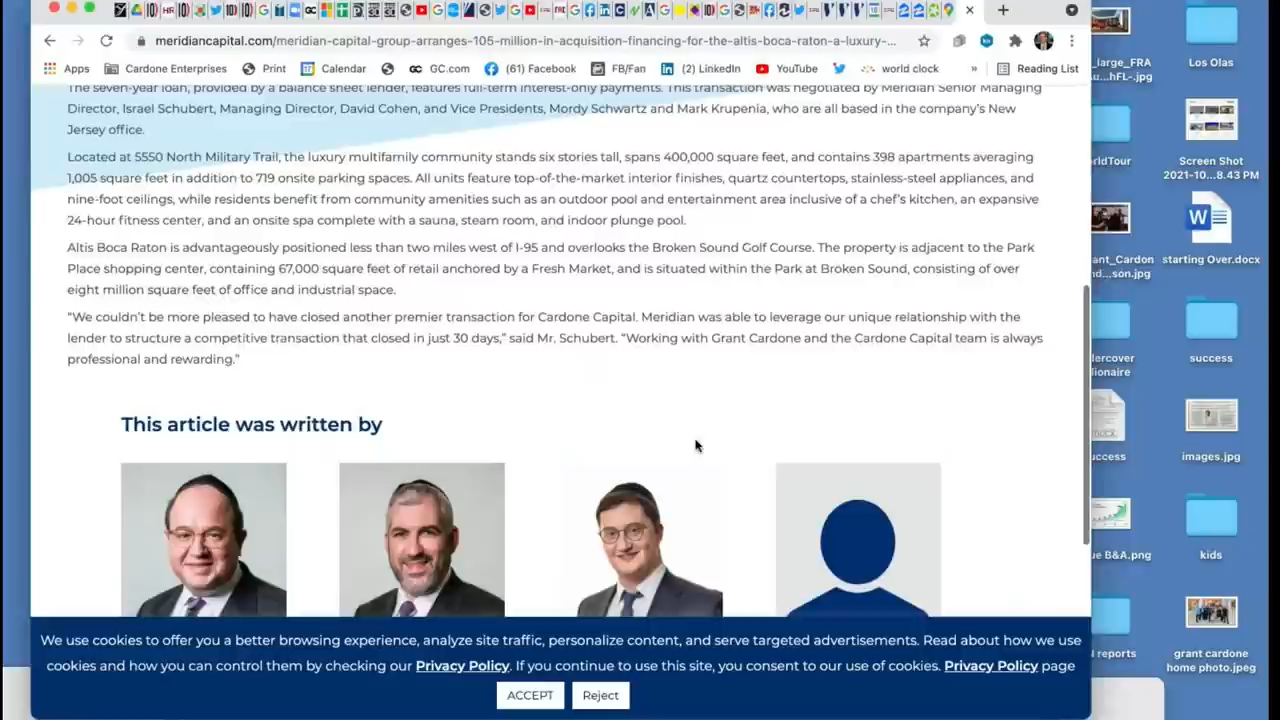 meridiancapital.com/meridian-capital-group-arranges-105-million-in-acquisition-financing-for-the-altis-boca-raton-a-luxury-...
Apps Cardone Enterprises Print Calendar GC.com (61) Facebook FB/Fan (2) LinkedIn YouTube world clock » Reading List
The seven-year loan, provided by a balance sheet lender, features full-term interest-only payments. This transaction was negotiated by Meridian Senior Managing
Director, Israel Schubert, Managing Director, David Cohen, and Vice Presidents, Mordy Schwartz and Mark Krupenia, who are all based in the company's New
Jersey office.
Located at 5550 North Military Trail, the luxury multifamily community stands six stories tall, spans 400,000 square feet, and contains 398 apartments averaging
1,005 square feet in addition to 719 onsite parking spaces. All units feature top-of-the-market interior finishes, quartz countertops, stainless-steel appliances, and
nine-foot ceilings, while residents benefit from community amenities such as an outdoor pool and entertainment area inclusive of a chef's kitchen, an expansive
24-hour fitness center, and an onsite spa complete with a sauna, steam room, and indoor plunge pool.
Altis Boca Raton is advantageously positioned less than two miles west of I-95 and overlooks the Broken Sound Golf Course. The property is adjacent to the Park
Place shopping center, containing 67,000 square feet of retail anchored by a Fresh Market, and is situated within the Park at Broken Sound, consisting of over
eight million square feet of office and industrial space.
"We couldn't be more pleased to have closed another premier transaction for Cardone Capital. Meridian was able to leverage our unique relationship with the
lender to structure a competitive transaction that closed in just 30 days," said Mr. Schubert. "Working with Grant Cardone and the Cardone Capital team is always
professional and rewarding."
This article was written by
We use cookies to offer you a better browsing experience, analyze site traffic, personalize content, and serve targeted advertisements. Read about how we use
cookies and how you can control them by checking our Privacy Policy. If you continue to use this site, you consent to our use of cookies. Privacy Policy page
ACCEPT Reject
_large_FRA
u...hFL-.jpg
Los Olas
orldTour
Screen Shot
2021-10...8.43 PM
ant_Cardon
nd...son.jpg
W
starting Over.docx
dercover
llionaire
success
DOCX
uccess
images.jpg
ue B&A.png
kids
l reports
grant cardone
home photo.jpeg